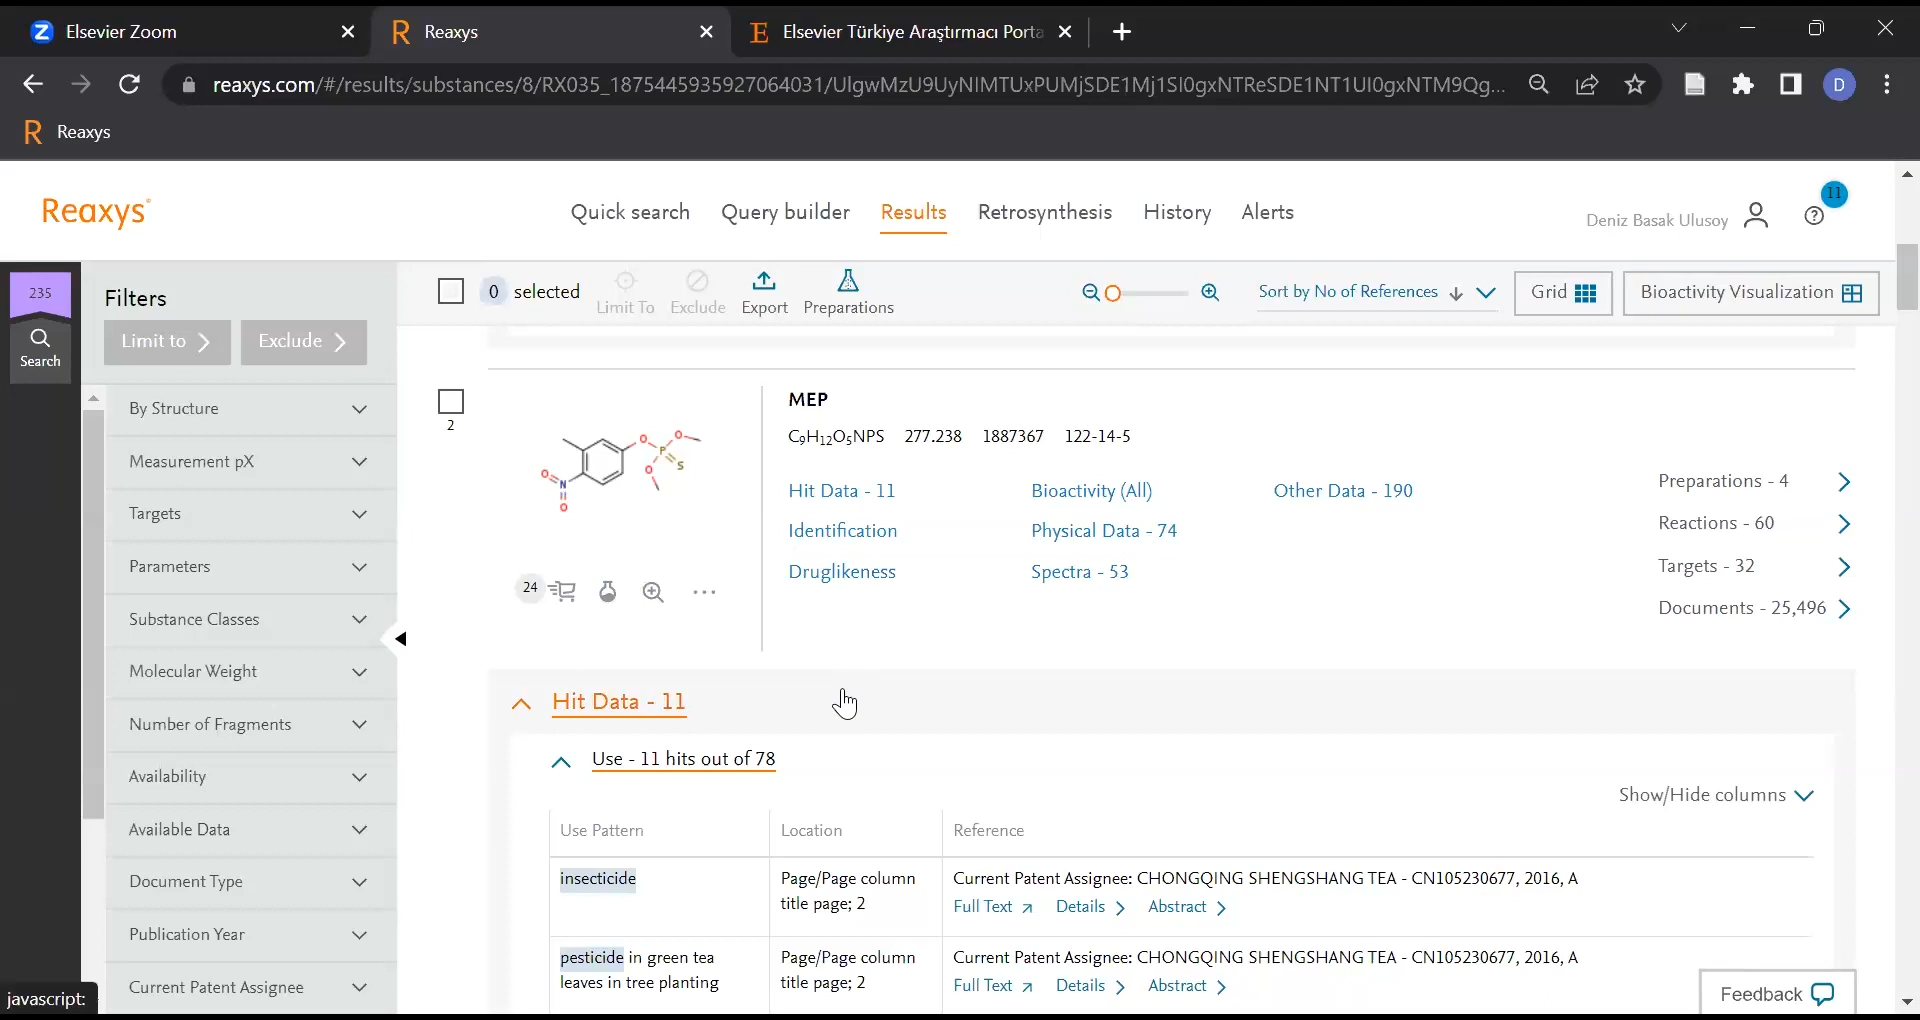 Elsevier Zoom
Reaxys
Elsevier Türkiye Araştırmacı Porta
reaxys.com/#/results/substances/8/RX035_1875445935927064031/UlgwMzU9UyNIMTUxPUMjSDE1Mj1SI0gxNTReSDE1NT1UI0gxNTM9Qg...
D
Reaxys
Reaxys
Quick search
Query builder
Results
Retrosynthesis
History
Alerts
Deniz Basak Ulusoy
11
235
Search
Filters
Limit to
Exclude
By Structure
Measurement pX
Targets
Parameters
Substance Classes
Molecular Weight
Number of Fragments
Availability
Available Data
Document Type
Publication Year
Current Patent Assignee
0 selected
Limit To
Exclude
Export
Preparations
Sort by No of References
Grid
Bioactivity Visualization
2
O
P
O
S
O
O
N
O
24
MEP
C₉H₁₂O₅NPS 277.238 1887367 122-14-5
Hit Data - 11
Bioactivity (All)
Other Data - 190
Identification
Physical Data - 74
Druglikeness
Spectra - 53
Preparations - 4
Reactions - 60
Targets - 32
Documents - 25,496
Hit Data - 11
Use - 11 hits out of 78
Show/Hide columns
Use Pattern
Location
Reference
insecticide
Page/Page column
title page; 2
Current Patent Assignee: CHONGQING SHENGSHANG TEA - CN105230677, 2016, A
Full Text Details Abstract
pesticide in green tea
leaves in tree planting
Page/Page column
title page; 2
Current Patent Assignee: CHONGQING SHENGSHANG TEA - CN105230677, 2016, A
Full Text Details Abstract
Feedback
javascript: